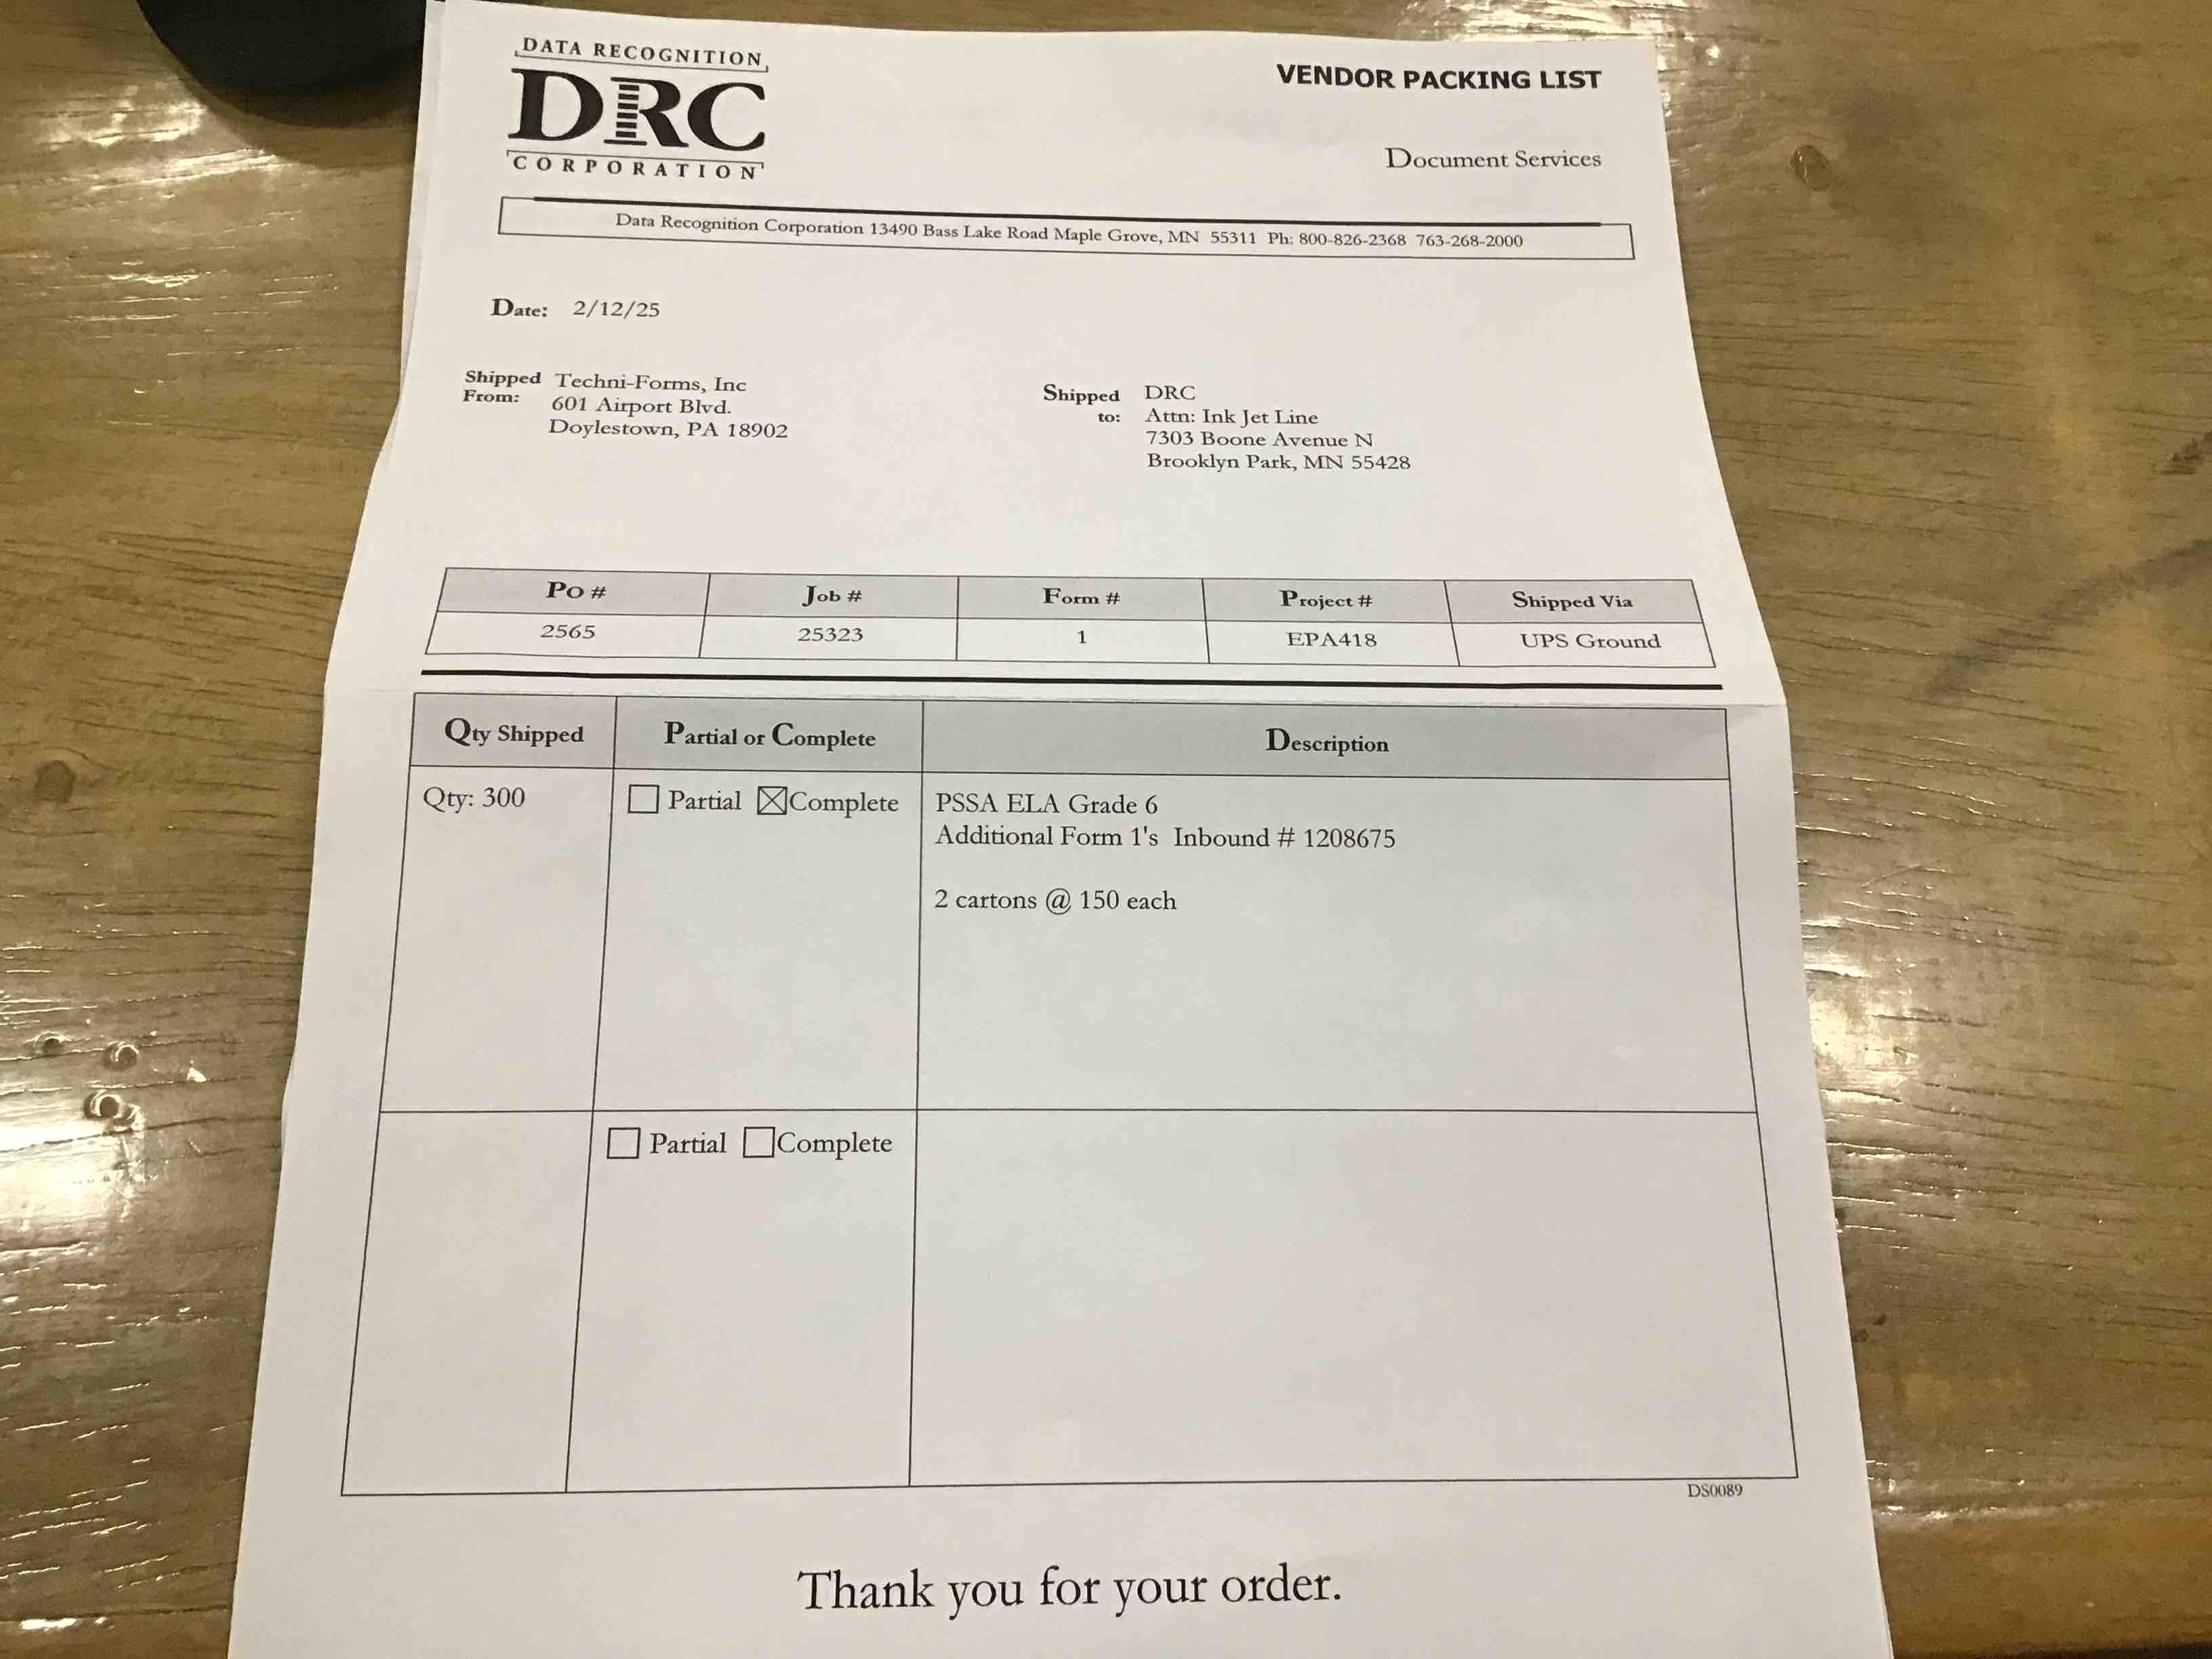 DATA RECOGNITION
DRC
CORPORATION
VENDOR PACKING LIST
Document Services
Data Recognition Corporation 13490 Bass Lake Road Maple Grove, MN 55311 Ph: 800-826-2368 763-268-2000
Date: 2/12/25
Shipped From: Techni-Forms, Inc
601 Airport Blvd.
Doylestown, PA 18902
Shipped to: DRC
Attn: Ink Jet Line
7303 Boone Avenue N
Brooklyn Park, MN 55428
Po # Job # Form # Project # Shipped Via
2565 25323 1 EPA418 UPS Ground
Qty Shipped Partial or Complete Description
Qty: 300 ☐ Partial ☒ Complete PSSA ELA Grade 6
Additional Form 1's Inbound # 1208675
2 cartons @ 150 each
☐ Partial ☐ Complete
DS0089
Thank you for your order.